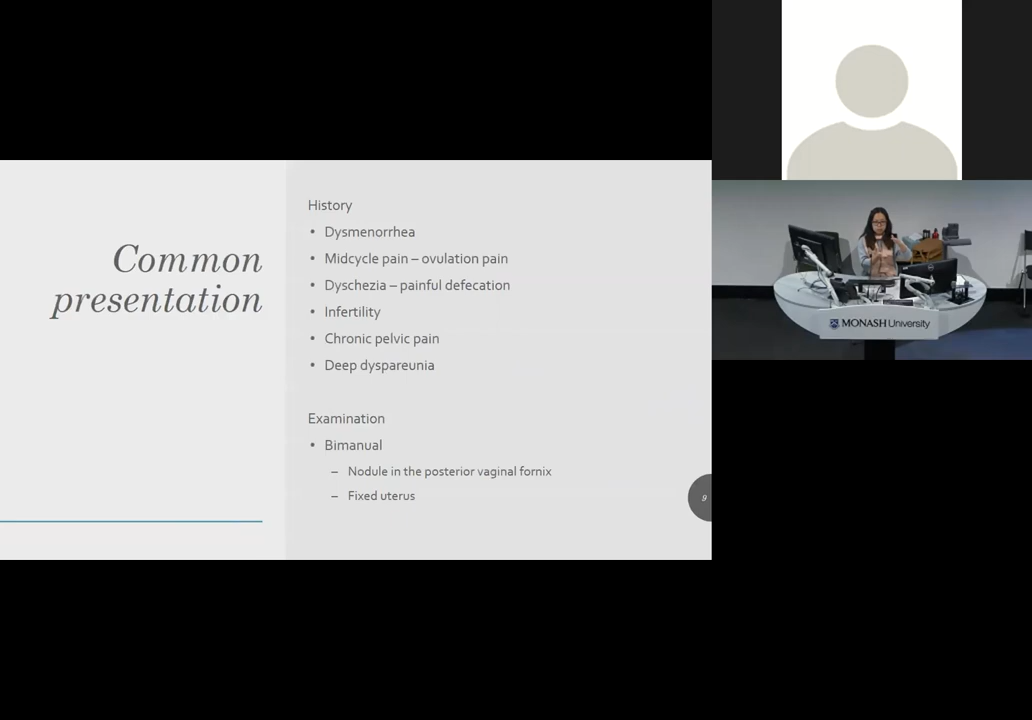 Common
presentation
History
• Dysmenorrhea
• Midcycle pain – ovulation pain
• Dyschezia – painful defecation
• Infertility
• Chronic pelvic pain
• Deep dyspareunia
Examination
• Bimanual
– Nodule in the posterior vaginal fornix
– Fixed uterus
9
MONASH University